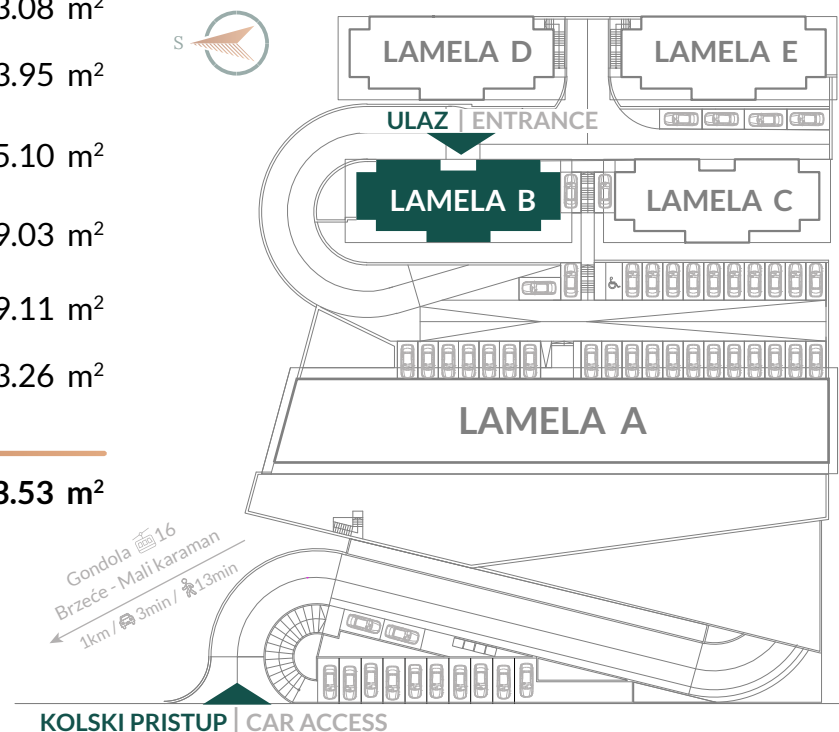 3.08 m²
3.95 m²
5.10 m²
9.03 m²
9.11 m²
3.26 m²
3.53 m²
S
LAMELA D
LAMELA E
ULAZ | ENTRANCE
LAMELA B
LAMELA C
LAMELA A
Gondola 16
Brzeće - Mali karaman
1km / 3min / 13min
KOLSKI PRISTUP | CAR ACCESS